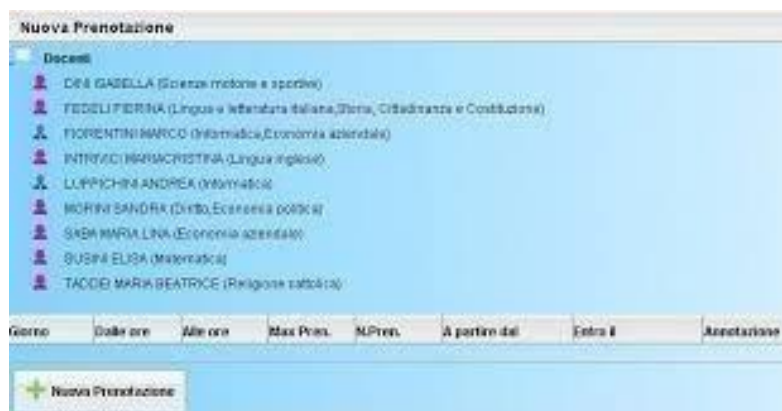 Nuova Prenotazione
Docenti
DINI ISABELLA (Scienze motorie e sportive)
FEDELI FIORINA (Lingua e letteratura italiana,Storia, Cittadinanza e Costituzione)
FIORENTINI MARCO (Informatica,Economia aziendale)
MARIACRISTINA (Lingua inglese)
LUPPICHINI ANDREA (Informatica)
MORINI SANDRA (Diritto,Economia politica)
SABA MARIA LINA (Economia aziendale)
SUSINI ELISA (Matematica)
TADDEI MARIA BEATRICE (Religione cattolica)
Giorno Dalle ore Alle ore Max Pren. N.Pren. A partire dal Entro il Annotazione
Nuova Prenotazione